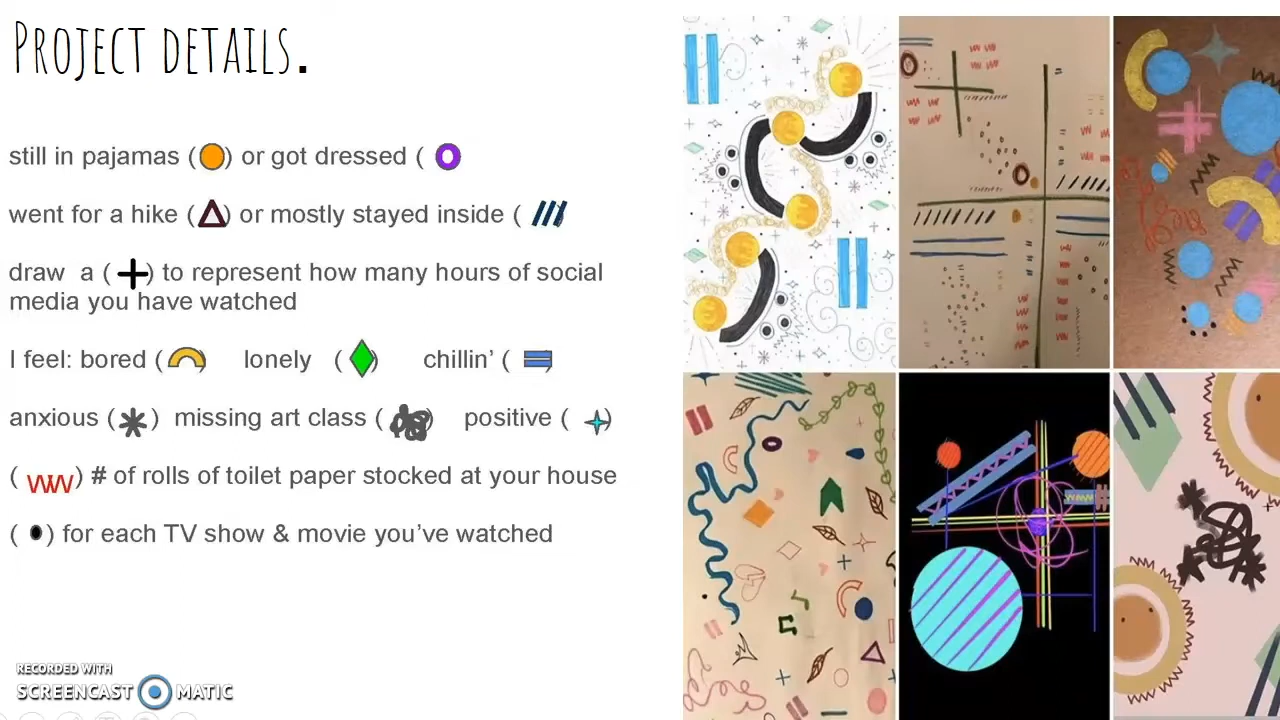 Project details.
still in pajamas ( ) or got dressed (
went for a hike ( ) or mostly stayed inside (
draw a ( ) to represent how many hours of social
media you have watched
I feel: bored ( ) lonely ( ) chillin' (
anxious ( ) missing art class ( ) positive ( )
( ) # of rolls of toilet paper stocked at your house
( ) for each TV show & movie you've watched
RECORDED WITH
SCREENCAST MATIC